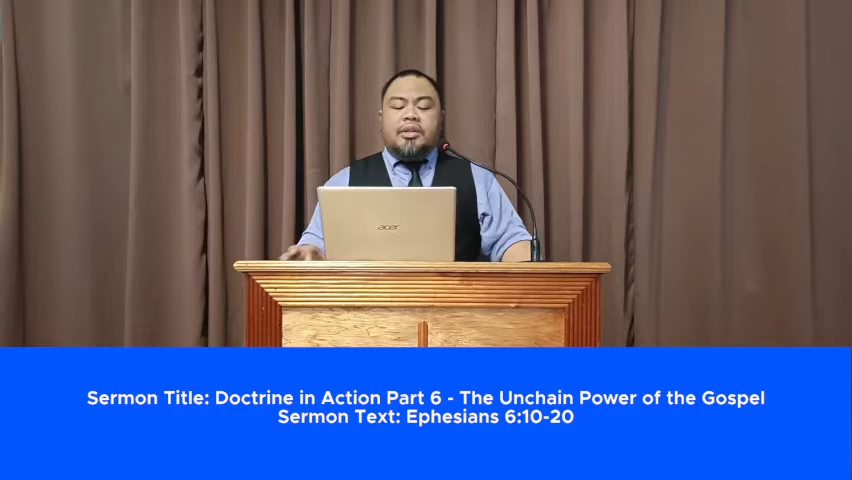 acer
Sermon Title: Doctrine in Action Part 6 - The Unchain Power of the Gospel
Sermon Text: Ephesians 6:10-20